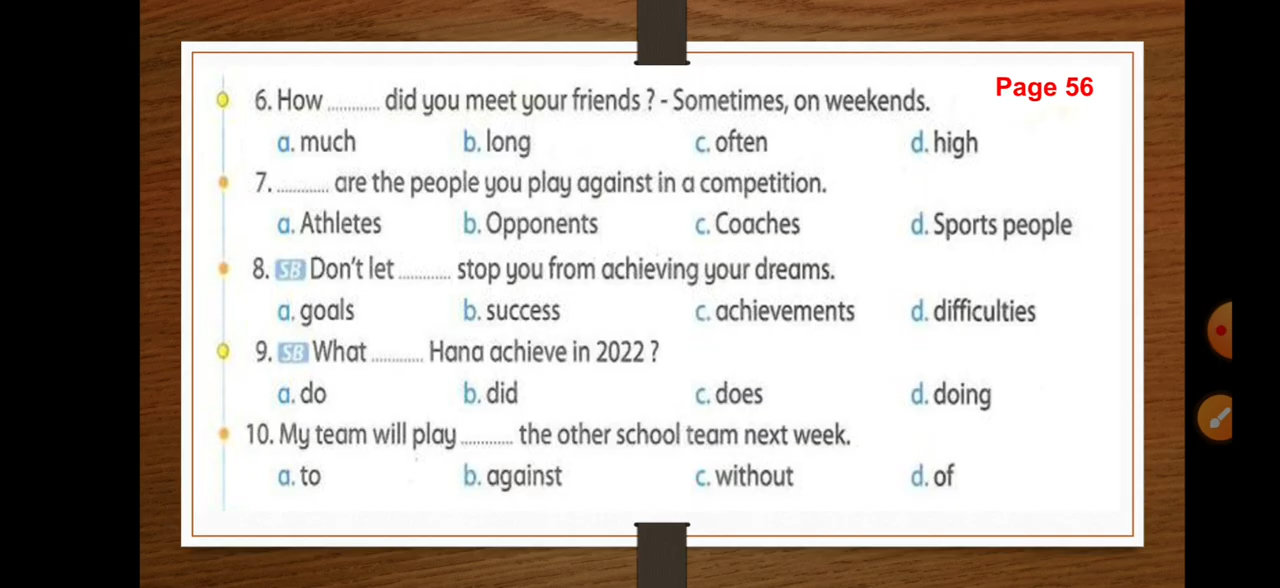 Page 56
6. How ............ did you meet your friends ? - Sometimes, on weekends.
a. much b. long c. often d. high
7. ............ are the people you play against in a competition.
a. Athletes b. Opponents c. Coaches d. Sports people
8. SB Don't let ............ stop you from achieving your dreams.
a. goals b. success c. achievements d. difficulties
9. SB What ............ Hana achieve in 2022 ?
a. do b. did c. does d. doing
10. My team will play ............ the other school team next week.
a. to b. against c. without d. of